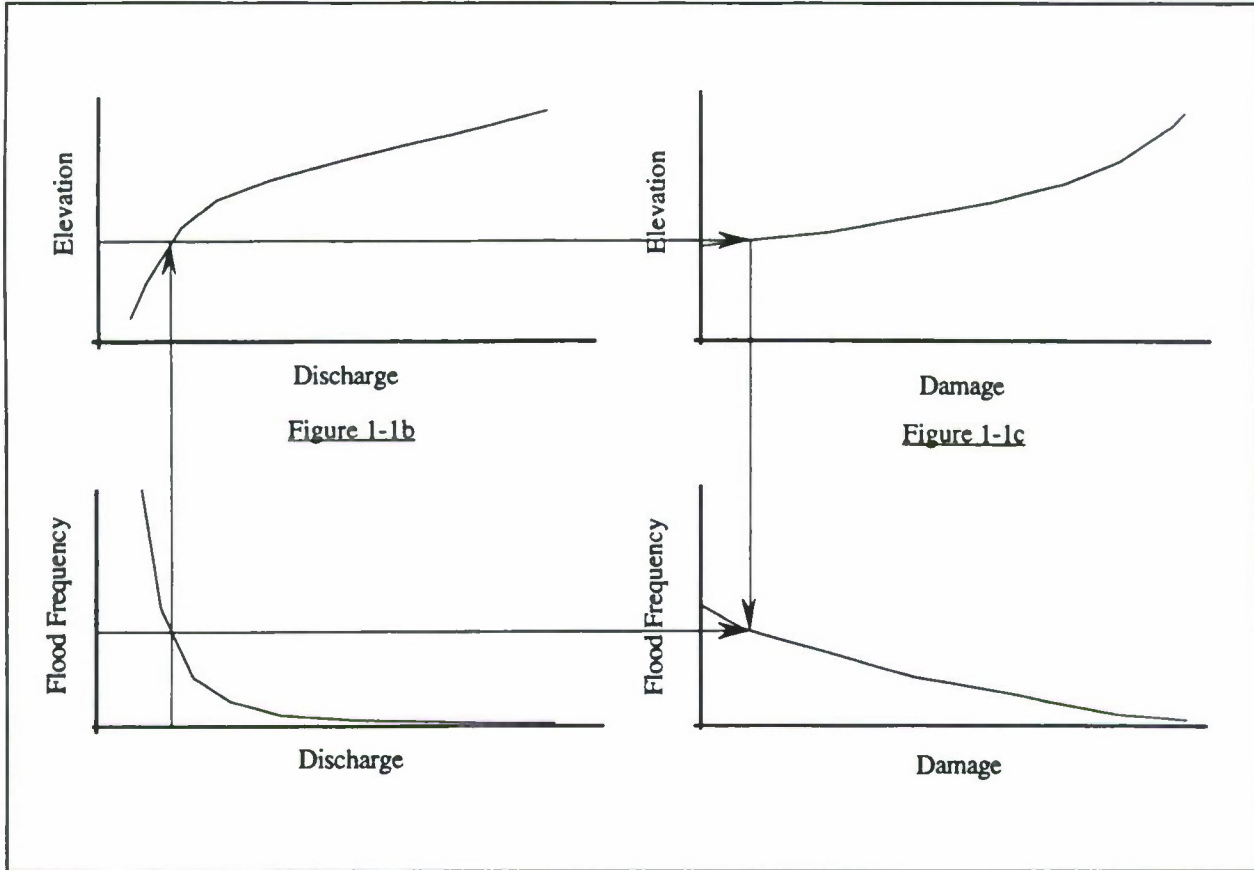 Elevation
Discharge
Figure 1-1b
Elevation
Damage
Figure 1-1c
Flood Frequency
Discharge
Flood Frequency
Damage